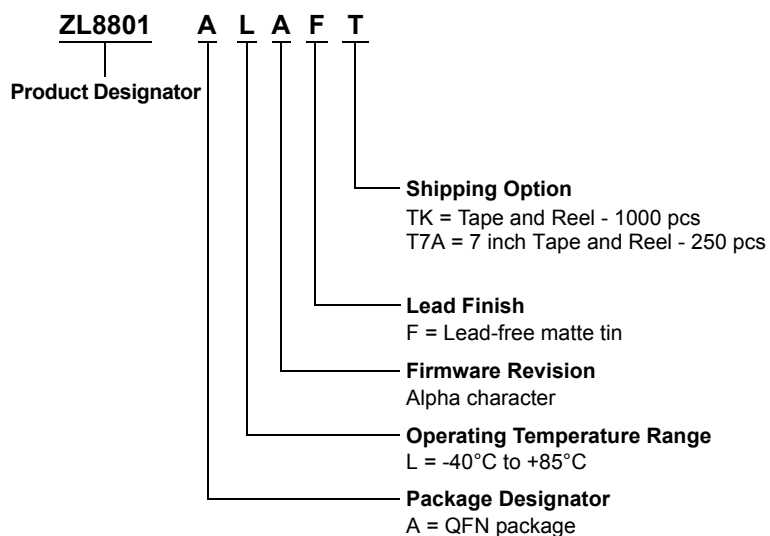 ZL8801 A L A F T
Product Designator
Shipping Option
TK = Tape and Reel - 1000 pcs
T7A = 7 inch Tape and Reel - 250 pcs
Lead Finish
F = Lead-free matte tin
Firmware Revision
Alpha character
Operating Temperature Range
L = -40°C to +85°C
Package Designator
A = QFN package